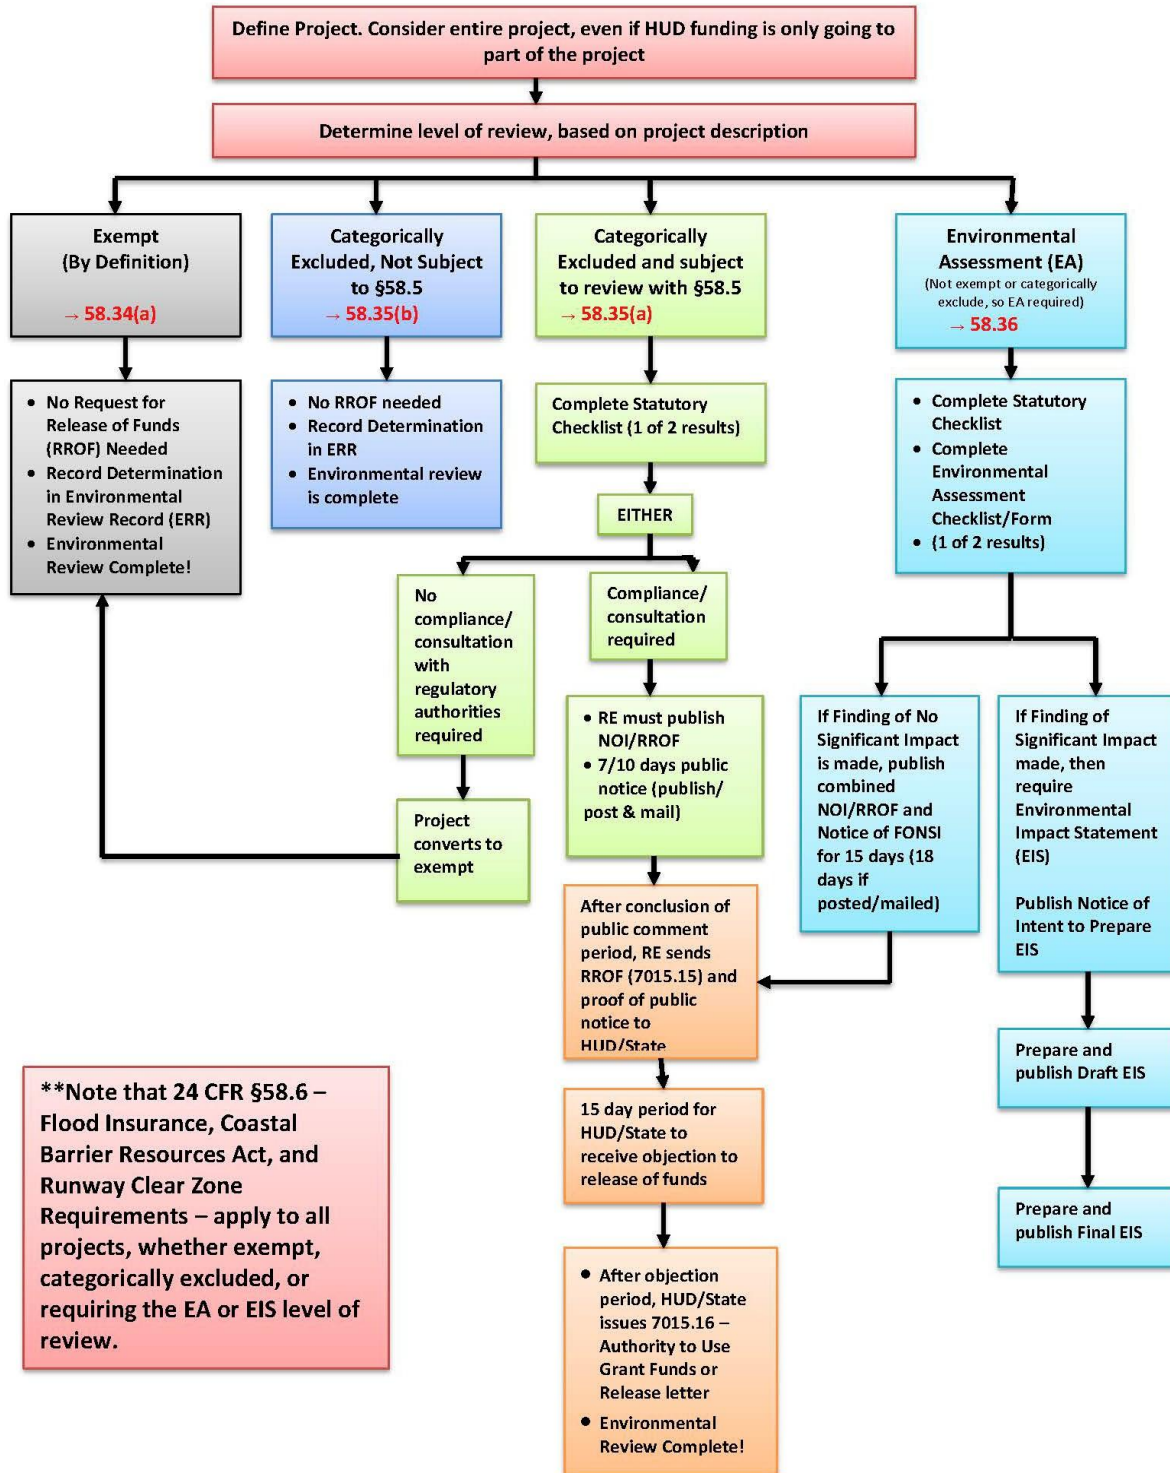 Define Project. Consider entire project, even if HUD funding is only going to
part of the project
Determine level of review, based on project description
Exempt
(By Definition)
→ 58.34(a)
Categorically
Excluded, Not Subject
to §58.5
→ 58.35(b)
Categorically
Excluded and subject
to review with §58.5
→ 58.35(a)
Environmental
Assessment (EA)
(Not exempt or categorically
exclude, so EA required)
→ 58.36
• No Request for
Release of Funds
(RROF) Needed
• Record Determination
in Environmental
Review Record (ERR)
• Environmental
Review Complete!
• No RROF needed
• Record Determination
in ERR
• Environmental review
is complete
Complete Statutory
Checklist (1 of 2 results)
• Complete Statutory
Checklist
• Complete
Environmental
Assessment
Checklist/Form
• (1 of 2 results)
EITHER
No
compliance/
consultation
with
regulatory
authorities
required
Compliance/
consultation
required
Project
converts to
exempt
• RE must publish
NOI/RROF
• 7/10 days public
notice (publish/
post & mail)
If Finding of No
Significant Impact
is made, publish
combined
NOI/RROF and
Notice of FONSI
for 15 days (18
days if
posted/mailed)
If Finding of
Significant Impact
made, then
require
Environmental
Impact Statement
(EIS)
Publish Notice of
Intent to Prepare
EIS
After conclusion of
public comment
period, RE sends
RROF (7015.15) and
proof of public
notice to
HUD/State
Prepare and
publish Draft EIS
15 day period for
HUD/State to
receive objection to
release of funds
Prepare and
publish Final EIS
• After objection
period, HUD/State
issues 7015.16 –
Authority to Use
Grant Funds or
Release letter
• Environmental
Review Complete!
**Note that 24 CFR §58.6 –
Flood Insurance, Coastal
Barrier Resources Act, and
Runway Clear Zone
Requirements – apply to all
projects, whether exempt,
categorically excluded, or
requiring the EA or EIS level of
review.